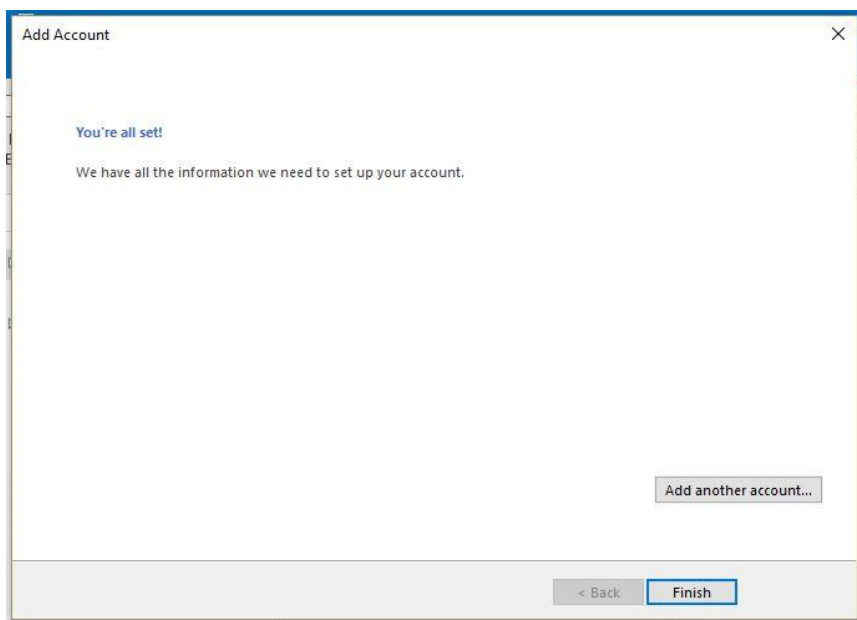 Add Account
You're all set!
We have all the information we need to set up your account.
Add another account...
< Back
Finish